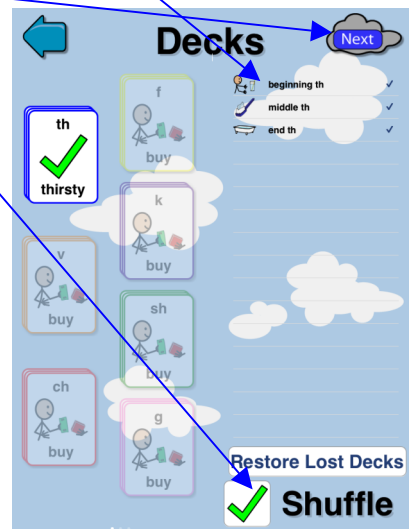 Decks
Next
th
thirsty
v
buy
ch
buy
f
buy
k
buy
sh
buy
g
buy
beginning th
middle th
end th
Restore Lost Decks
Shuffle